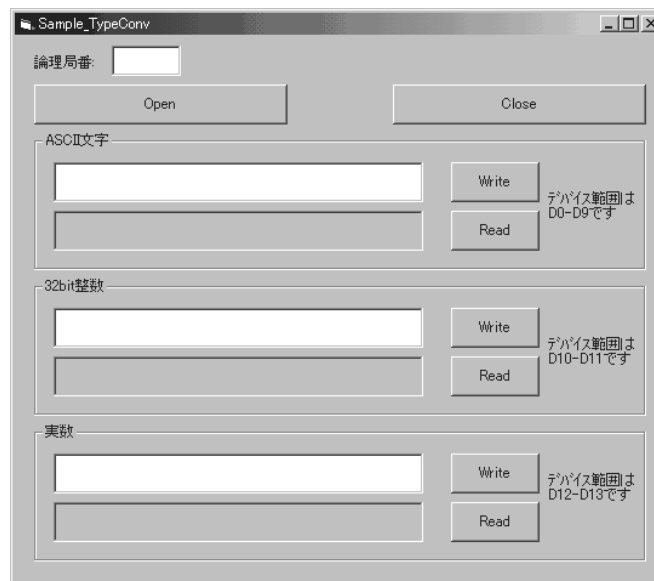 Sample_TypeConv
論理局番:
Open
Close
ASCII文字
Write
Read
デバイス範囲は
D0-D9です
32bit整数
Write
Read
デバイス範囲は
D10-D11です
実数
Write
Read
デバイス範囲は
D12-D13です